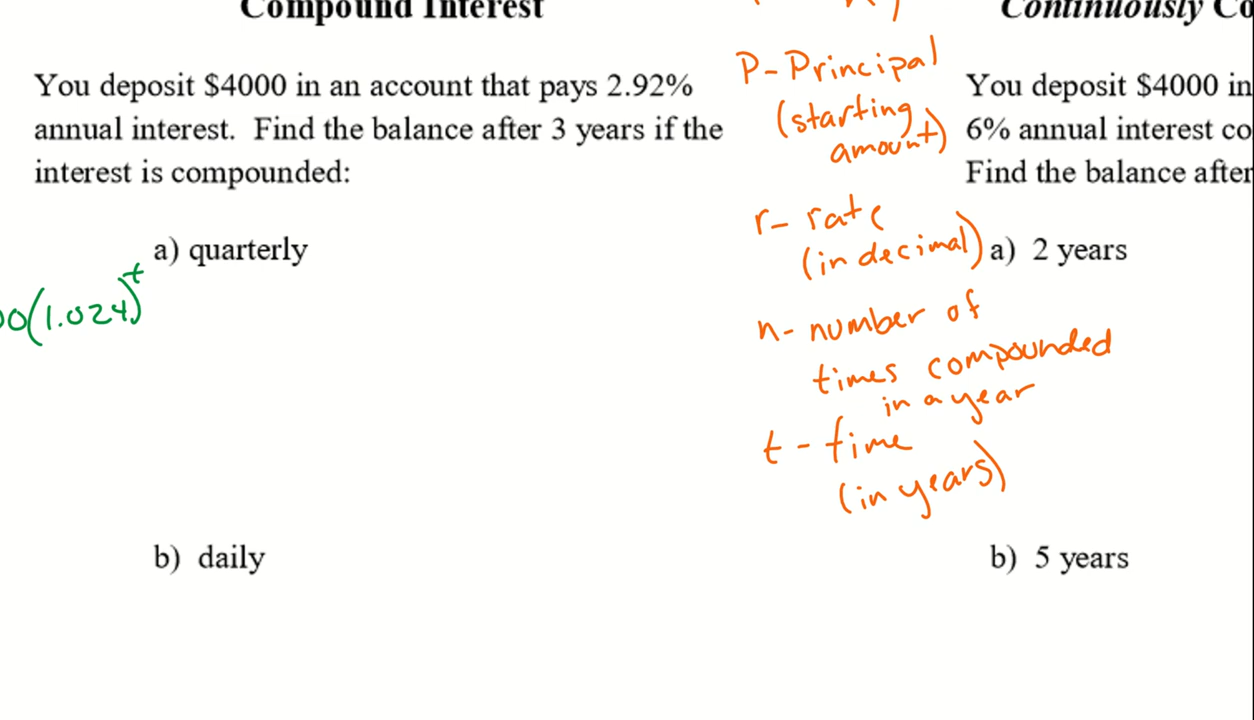 Compound Interest
You deposit $4000 in an account that pays 2.92%
annual interest. Find the balance after 3 years if the
interest is compounded:
a) quarterly
0(1.024)^t
b) daily
P - Principal
(starting
amount)
r - rate
(in decimal)
n - number of
times compounded
in a year
t - time
(in years)
Continuously Co
You deposit $4000 in
6% annual interest co
Find the balance after
a) 2 years
b) 5 years